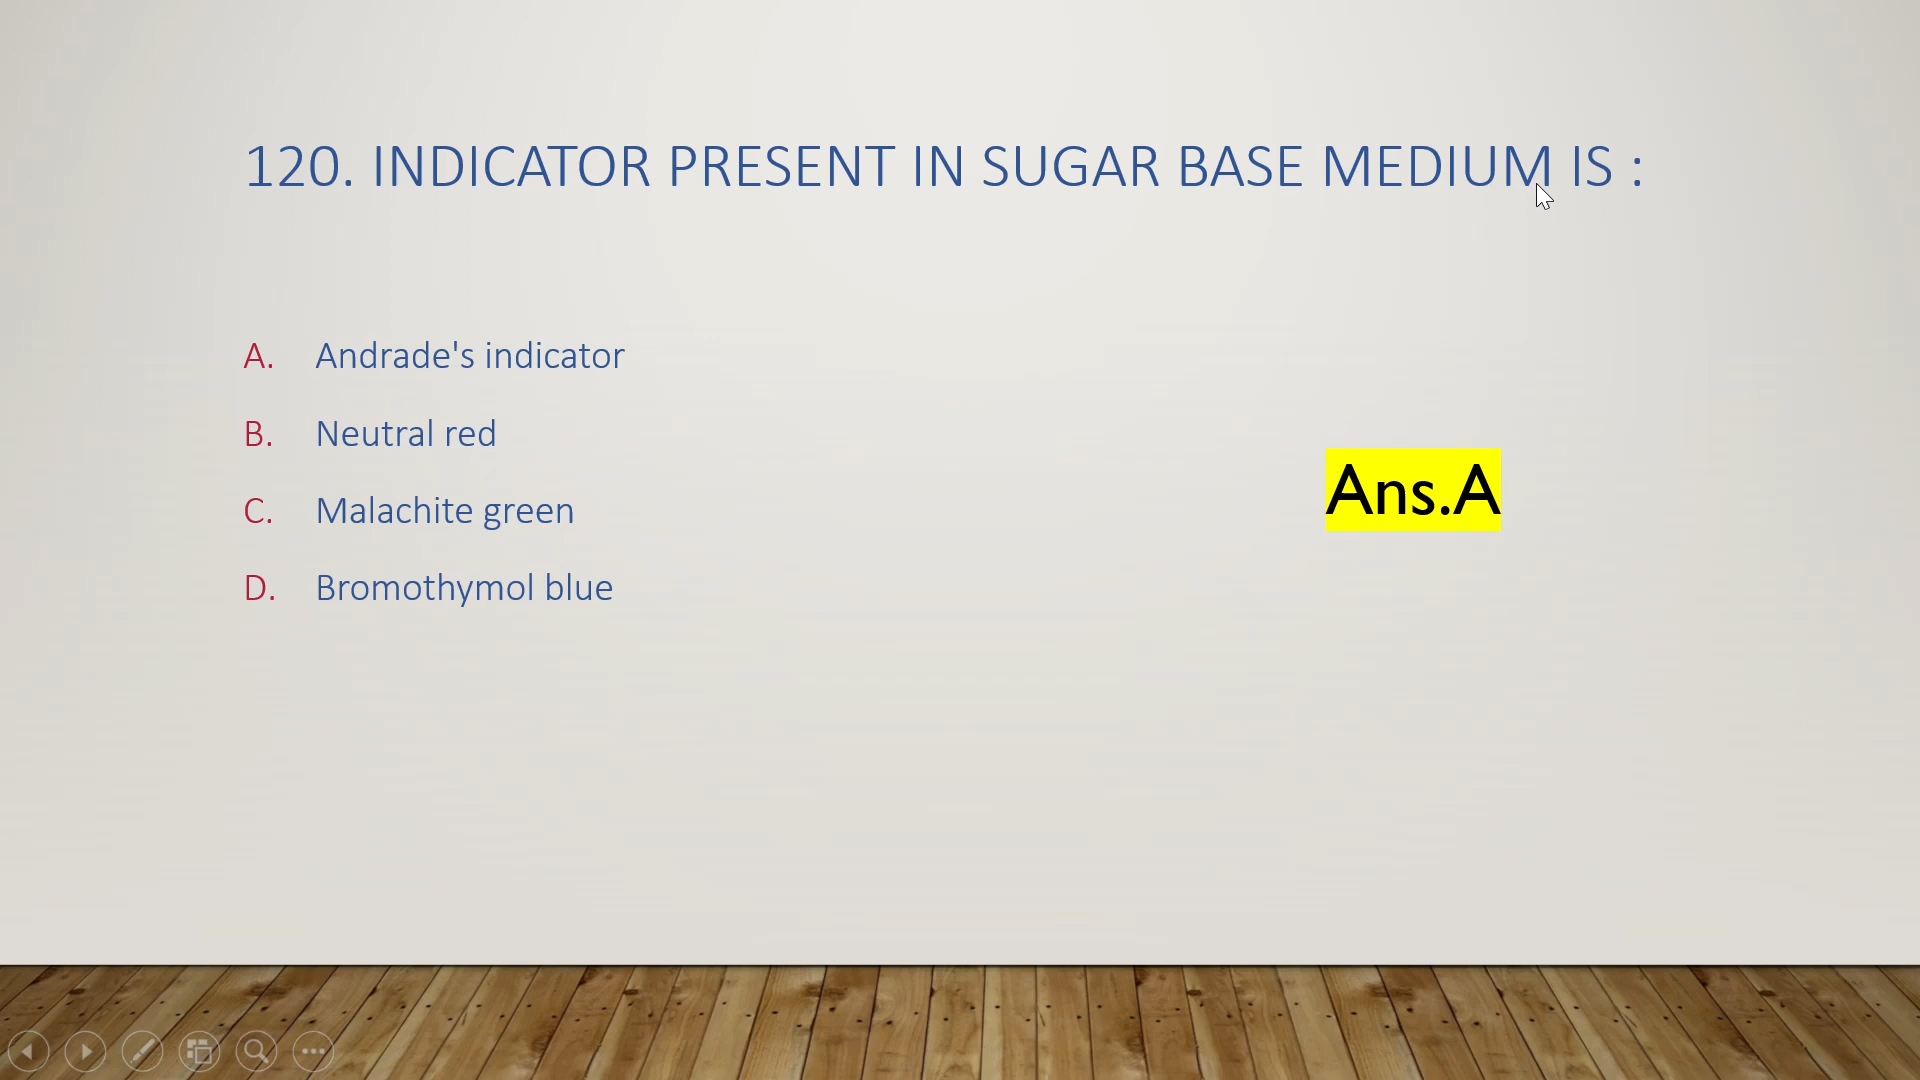 120. INDICATOR PRESENT IN SUGAR BASE MEDIUM IS :
A. Andrade's indicator
B. Neutral red
C. Malachite green
D. Bromothymol blue
Ans.A